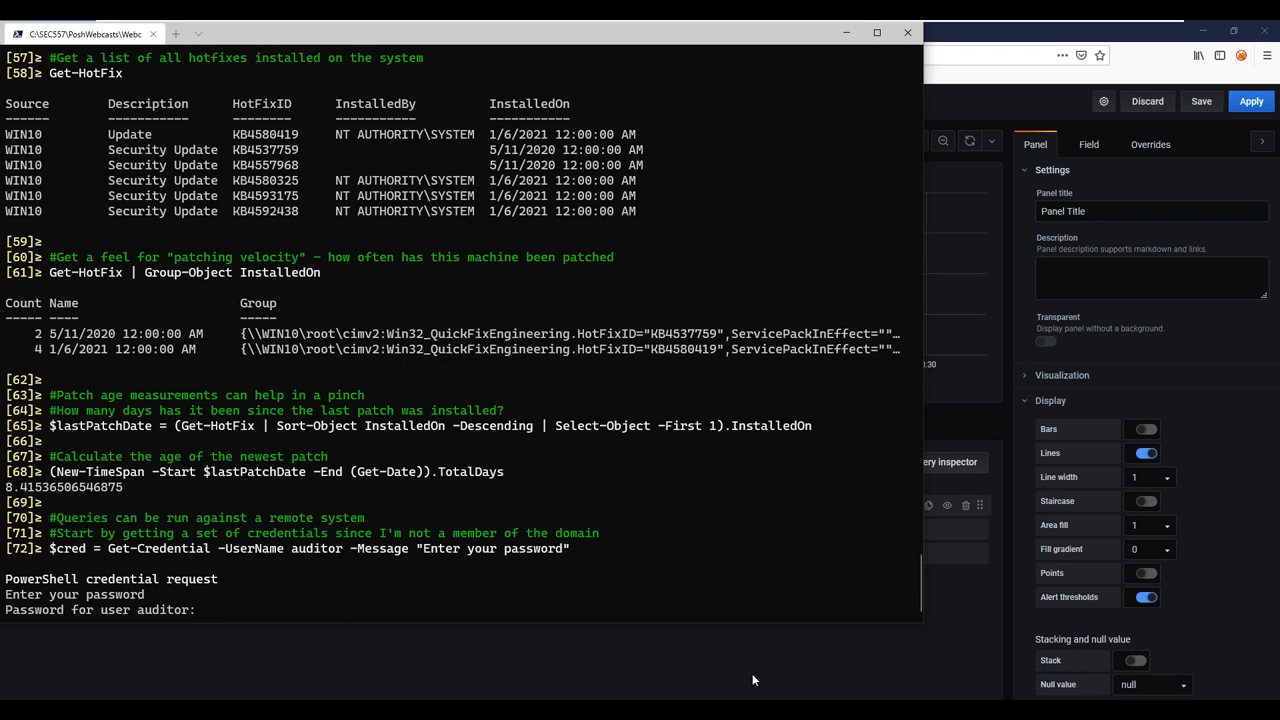 C:\SEC557\PoshWebcasts\Webc
[57]≥ #Get a list of all hotfixes installed on the system
[58]≥ Get-HotFix
Source Description HotFixID InstalledBy InstalledOn
------ ----------- -------- ----------- -----------
WIN10 Update KB4580419 NT AUTHORITY\SYSTEM 1/6/2021 12:00:00 AM
WIN10 Security Update KB4537759 5/11/2020 12:00:00 AM
WIN10 Security Update KB4557968 5/11/2020 12:00:00 AM
WIN10 Security Update KB4580325 NT AUTHORITY\SYSTEM 1/6/2021 12:00:00 AM
WIN10 Security Update KB4593175 NT AUTHORITY\SYSTEM 1/6/2021 12:00:00 AM
WIN10 Security Update KB4592438 NT AUTHORITY\SYSTEM 1/6/2021 12:00:00 AM
[59]≥
[60]≥ #Get a feel for "patching velocity" - how often has this machine been patched
[61]≥ Get-HotFix | Group-Object InstalledOn
Count Name Group
----- ---- -----
2 5/11/2020 12:00:00 AM {\\WIN10\root\cimv2:Win32_QuickFixEngineering.HotFixID="KB4537759",ServicePackInEffect=""…
4 1/6/2021 12:00:00 AM {\\WIN10\root\cimv2:Win32_QuickFixEngineering.HotFixID="KB4580419",ServicePackInEffect=""…
[62]≥
[63]≥ #Patch age measurements can help in a pinch
[64]≥ #How many days has it been since the last patch was installed?
[65]≥ $lastPatchDate = (Get-HotFix | Sort-Object InstalledOn -Descending | Select-Object -First 1).InstalledOn
[66]≥
[67]≥ #Calculate the age of the newest patch
[68]≥ (New-TimeSpan -Start $lastPatchDate -End (Get-Date)).TotalDays
8.41536506546875
[69]≥
[70]≥ #Queries can be run against a remote system
[71]≥ #Start by getting a set of credentials since I'm not a member of the domain
[72]≥ $cred = Get-Credential -UserName auditor -Message "Enter your password"
PowerShell credential request
Enter your password
Password for user auditor:
Discard Save Apply
Panel Field Overrides
Settings
Panel title
Panel Title
Description
Panel description supports markdown and links.
Transparent
Display panel without a background.
:30
Visualization
Display
Bars
Lines
ery inspector
Line width 1
Staircase
Area fill 1
Fill gradient 0
Points
Alert thresholds
Stacking and null value
Stack
Null value null